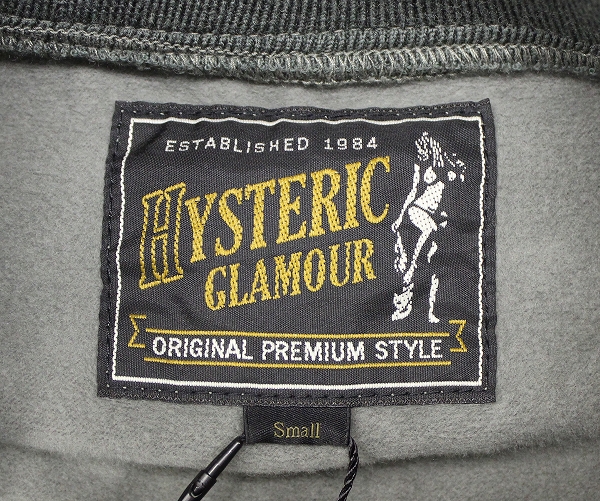 ESTABLISHED 1984
HYSTERIC
GLAMOUR
ORIGINAL PREMIUM STYLE
Small